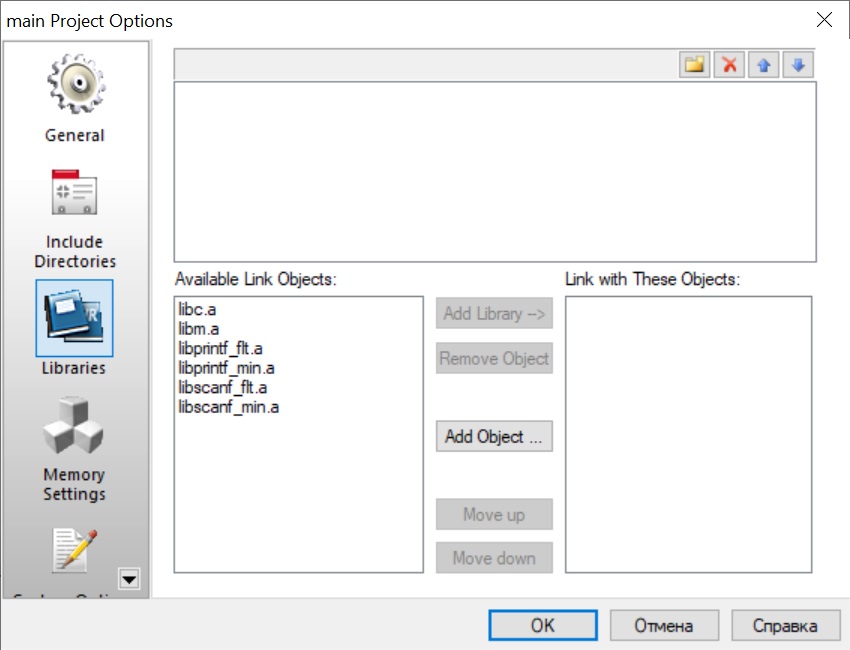 main Project Options
General
Include
Directories
Libraries
Memory
Settings
Available Link Objects:
libc.a
libm.a
libprintf_flt.a
libprintf_min.a
libscanf_flt.a
libscanf_min.a
Add Library -->
Remove Object
Add Object ...
Move up
Move down
Link with These Objects:
OK
Отмена
Справка